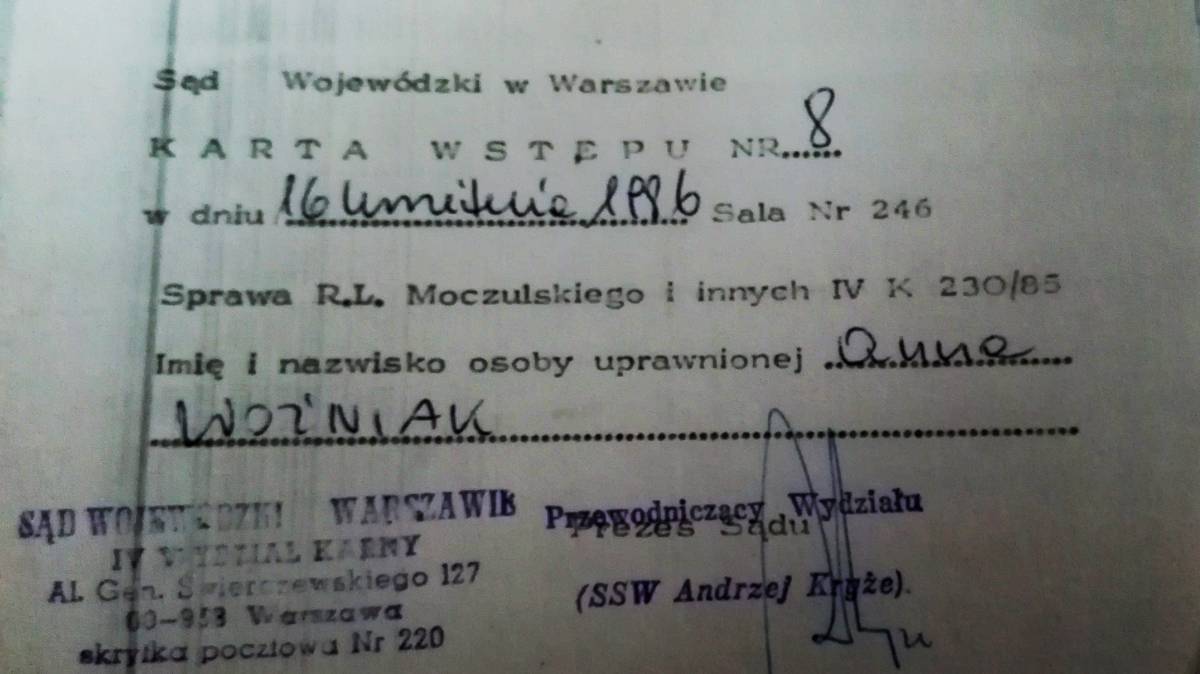 Sąd Wojewódzki w Warszawie
KARTA WSTĘPU NR...8...
w dniu 16 kwietnia 1986 Sala Nr 246
Sprawa R.L. Moczulskiego i innych IV K 230/85
Imię i nazwisko osoby uprawnionej Anna
WOŹNIAK
SĄD WOJEWÓDZKI WARSZAWIE
IV WYDZIAŁ KARNY
Al. Gen. Świerczewskiego 127
00-958 Warszawa
skrytka pocztowa Nr 220
Przewodniczący Wydziału
Prezes Sądu
(SSW Andrzej Kryże).